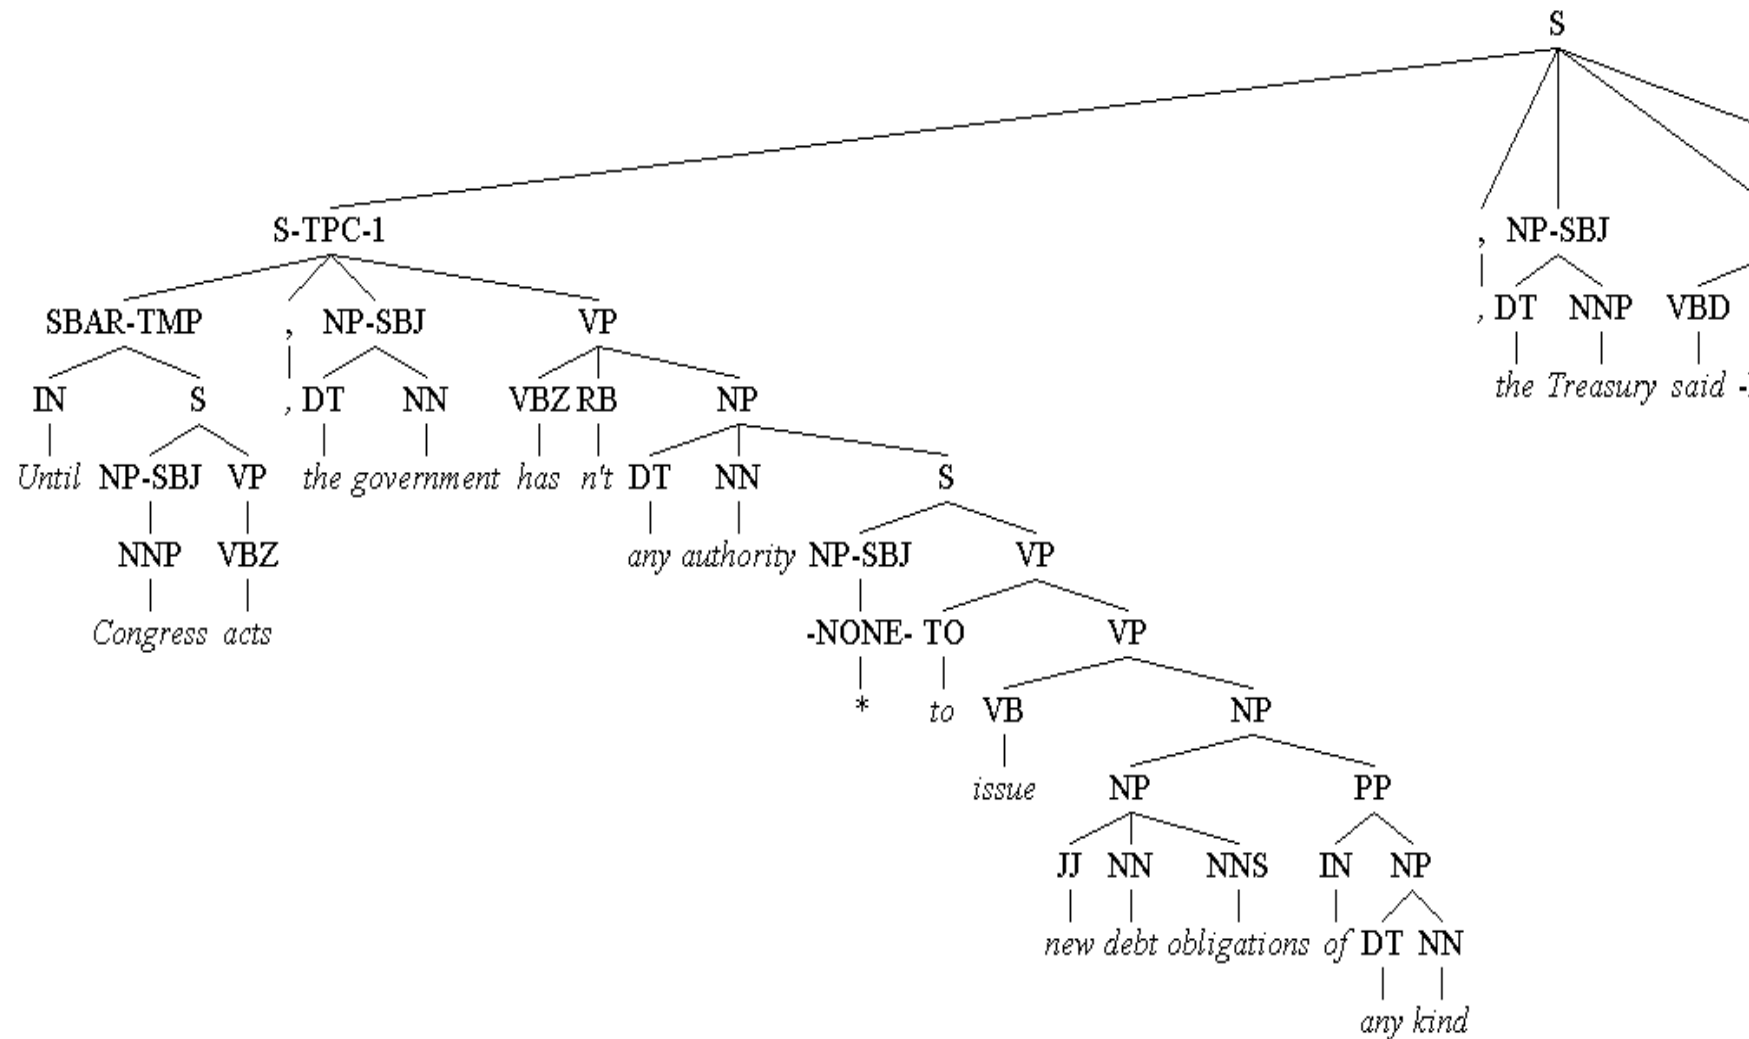 S
S-TPC-1 , NP-SBJ
SBAR-TMP , NP-SBJ VP , DT NNP VBD
IN S , DT NN VBZ RB NP the Treasury said
Until NP-SBJ VP the government has n't DT NN S
NNP VBZ any authority NP-SBJ VP
Congress acts -NONE- TO VP
* to VB NP
issue NP PP
JJ NN NNS IN NP
new debt obligations of DT NN
any kind